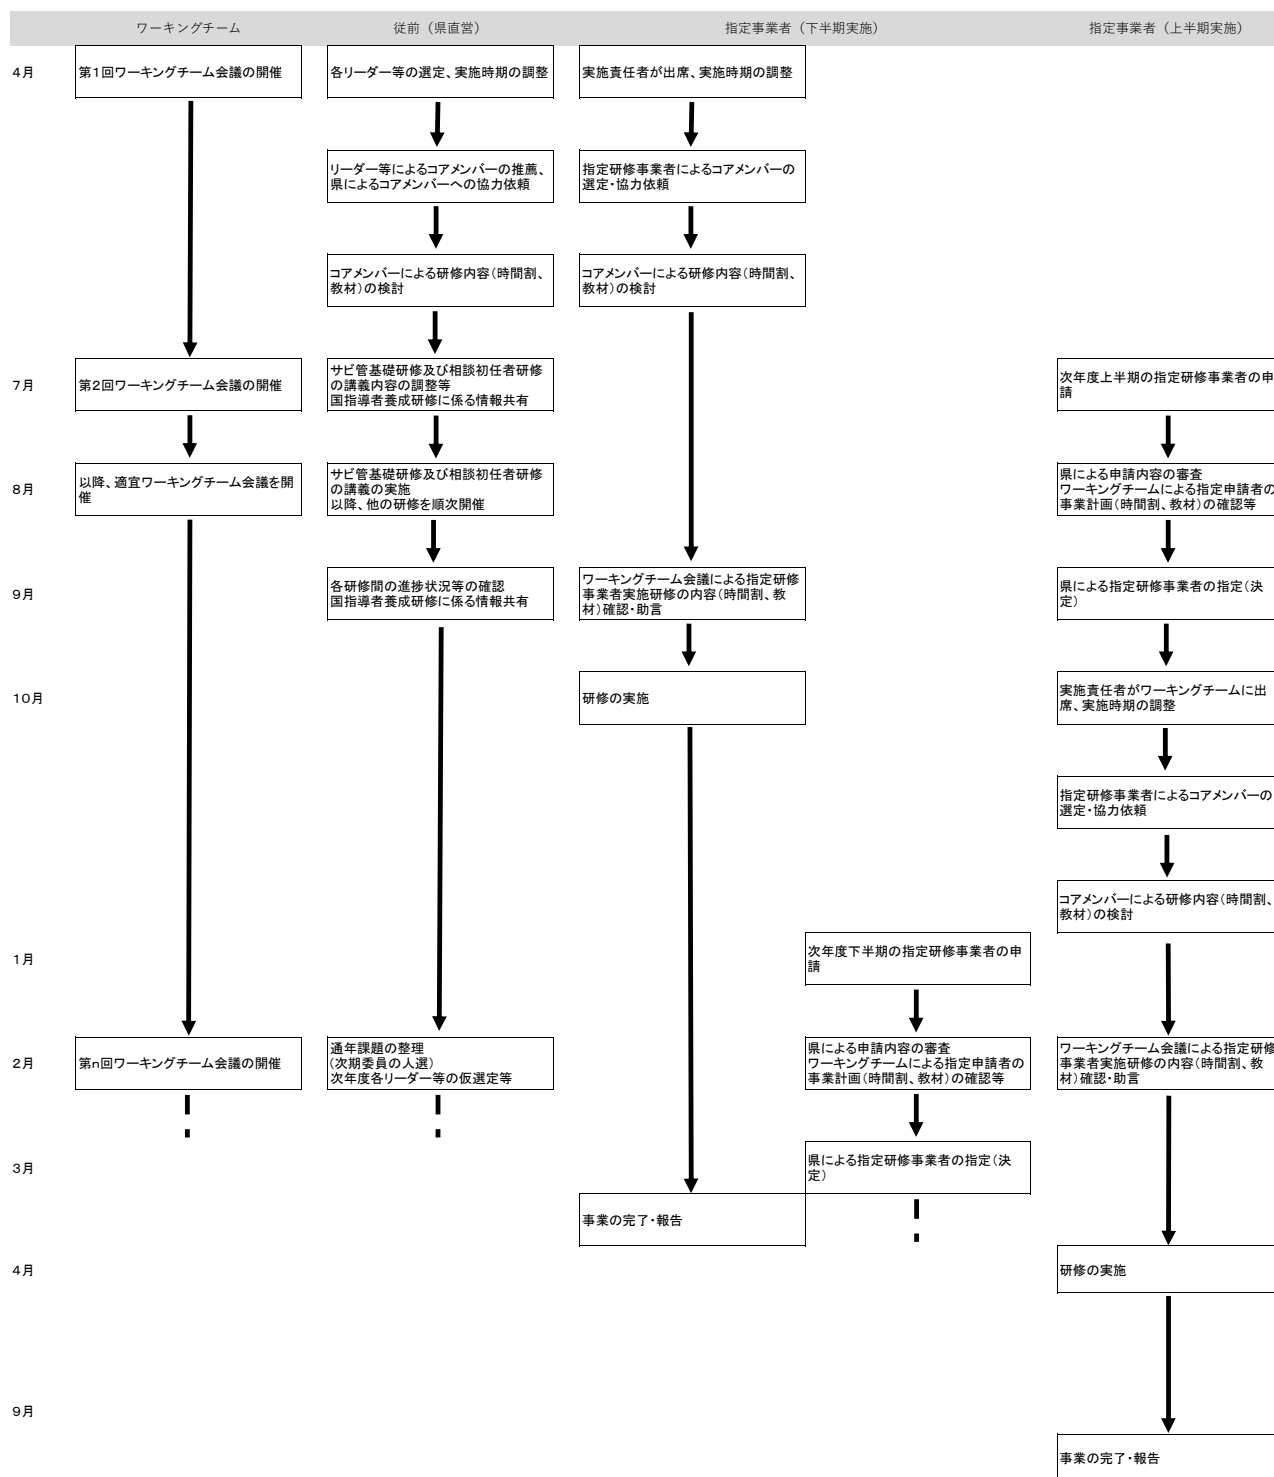 ワーキングチーム
従前（県直営）
指定事業者（下半期実施）
指定事業者（上半期実施）
4月
第1回ワーキングチーム会議の開催
各リーダー等の選定、実施時期の調整
実施責任者が出席、実施時期の調整
リーダー等によるコアメンバーの推薦、
県によるコアメンバーへの協力依頼
指定研修事業者によるコアメンバーの
選定・協力依頼
コアメンバーによる研修内容（時間割、
教材）の検討
コアメンバーによる研修内容（時間割、
教材）の検討
7月
第2回ワーキングチーム会議の開催
サビ管基礎研修及び相談初任者研修
の講義内容の調整等
国指導者養成研修に係る情報共有
次年度上半期の指定研修事業者の申
請
8月
以降、適宜ワーキングチーム会議を開
催
サビ管基礎研修及び相談初任者研修
の講義の実施
以降、他の研修を順次開催
県による申請内容の審査
ワーキングチームによる指定申請者の
事業計画（時間割、教材）の確認等
9月
各研修間の進捗状況等の確認
国指導者養成研修に係る情報共有
ワーキングチーム会議による指定研修
事業者実施研修の内容（時間割、教
材）確認・助言
県による指定研修事業者の指定（決
定）
10月
研修の実施
実施責任者がワーキングチームに出
席、実施時期の調整
指定研修事業者によるコアメンバーの
選定・協力依頼
コアメンバーによる研修内容（時間割、
教材）の検討
1月
次年度下半期の指定研修事業者の申
請
2月
第n回ワーキングチーム会議の開催
通年課題の整理
（次期委員の人選）
次年度各リーダー等の仮選定等
県による申請内容の審査
ワーキングチームによる指定申請者の
事業計画（時間割、教材）の確認等
ワーキングチーム会議による指定研修
事業者実施研修の内容（時間割、教
材）確認・助言
3月
県による指定研修事業者の指定（決
定）
事業の完了・報告
4月
研修の実施
9月
事業の完了・報告